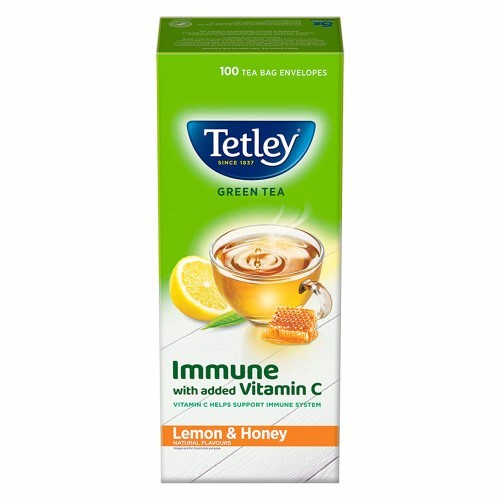 100 TEA BAG ENVELOPES
Tetley
SINCE 1837
GREEN TEA
Immune
with added Vitamin C
VITAMIN C HELPS SUPPORT IMMUNE SYSTEM
Lemon & Honey
NATURAL FLAVOURS